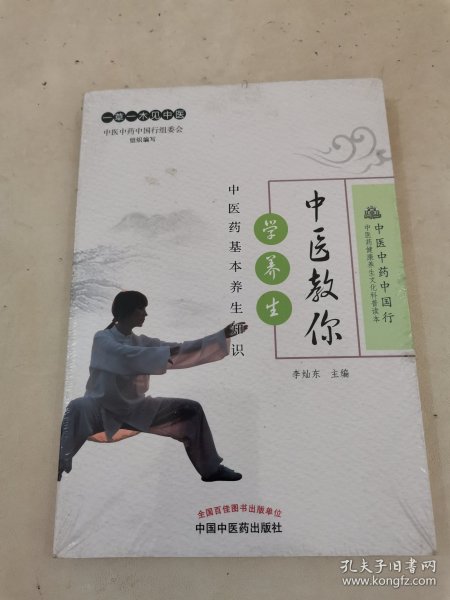 一草一木见中医
中医中药中国行组委会
组织编写
中医药基本养生知识
学养生
中医教你
李灿东 主编
中医中药中国行
中医药健康养生文化科普读本
全国百佳图书出版单位
中国中医药出版社
孔夫子旧书网
www.kongfz.com